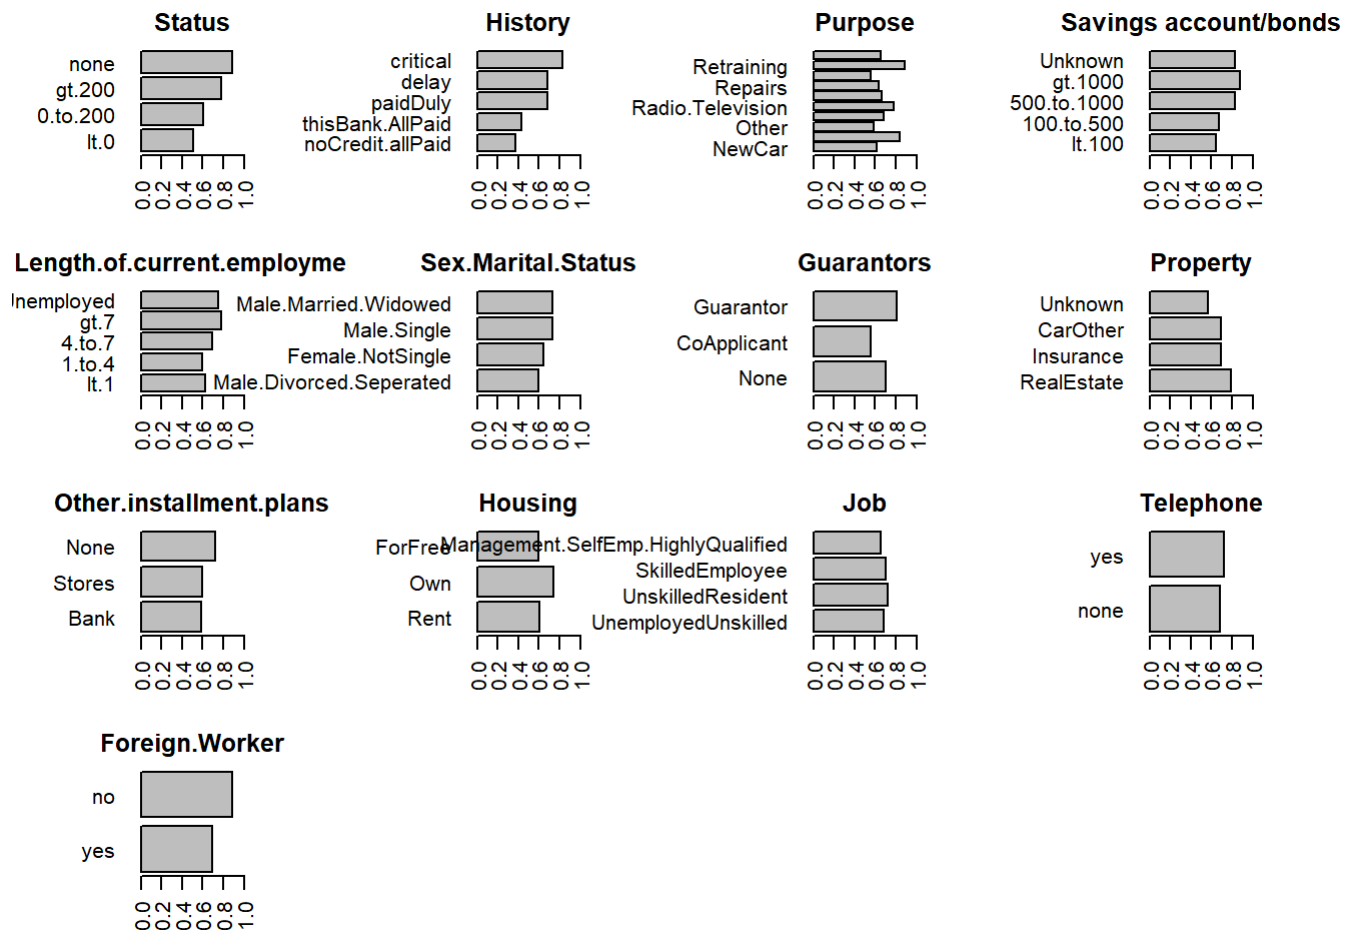 Status
none
gt.200
0.to.200
lt.0
0.0 0.2 0.4 0.6 0.8 1.0
History
critical
delay
paidDuly
thisBank.AllPaid
noCredit.allPaid
0.0 0.2 0.4 0.6 0.8 1.0
Purpose
Retraining
Repairs
Radio.Television
Other
NewCar
0.0 0.2 0.4 0.6 0.8 1.0
Savings account/bonds
Unknown
gt.1000
500.to.1000
100.to.500
lt.100
0.0 0.2 0.4 0.6 0.8 1.0
Length.of.current.employme
Unemployed
gt.7
4.to.7
1.to.4
lt.1
0.0 0.2 0.4 0.6 0.8 1.0
Sex.Marital.Status
Male.Married.Widowed
Male.Single
Female.NotSingle
Male.Divorced.Seperated
0.0 0.2 0.4 0.6 0.8 1.0
Guarantors
Guarantor
CoApplicant
None
0.0 0.2 0.4 0.6 0.8 1.0
Property
Unknown
CarOther
Insurance
RealEstate
0.0 0.2 0.4 0.6 0.8 1.0
Other.installment.plans
None
Stores
Bank
0.0 0.2 0.4 0.6 0.8 1.0
Housing
ForFree
Own
Rent
0.0 0.2 0.4 0.6 0.8 1.0
Job
Management.SelfEmp.HighlyQualified
SkilledEmployee
UnskilledResident
UnemployedUnskilled
0.0 0.2 0.4 0.6 0.8 1.0
Telephone
yes
none
0.0 0.2 0.4 0.6 0.8 1.0
Foreign.Worker
no
yes
0.0 0.2 0.4 0.6 0.8 1.0